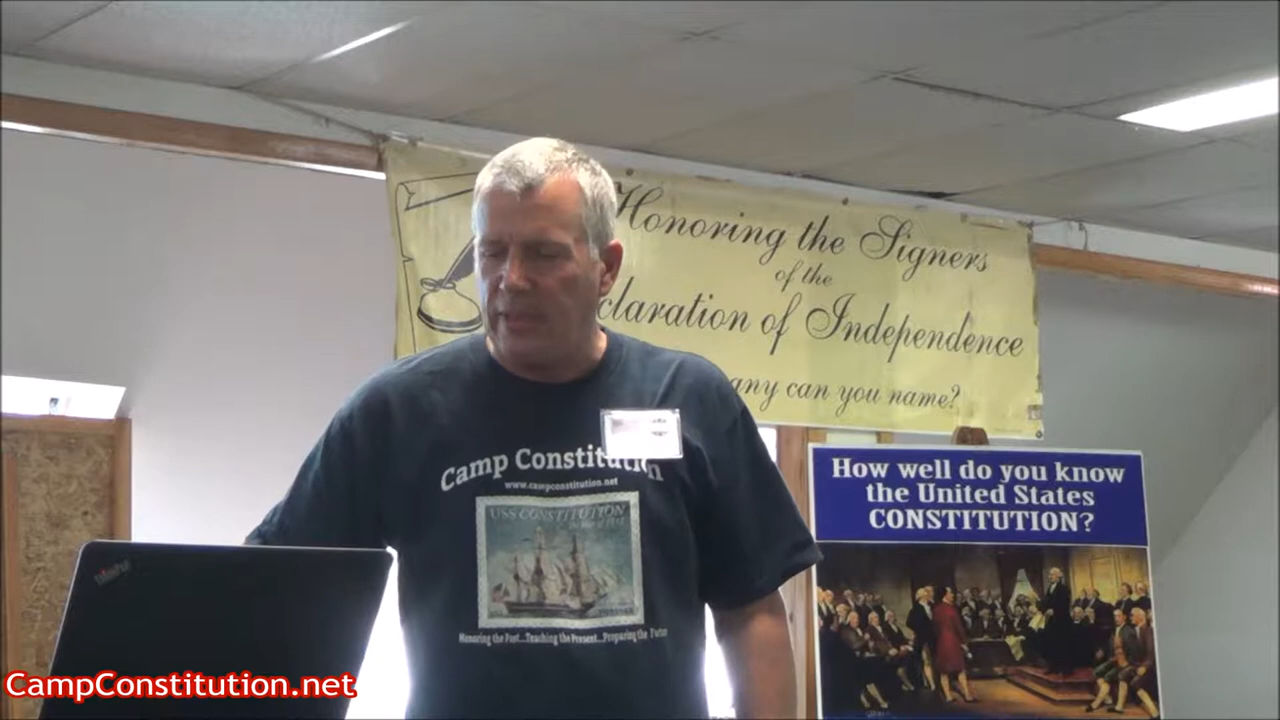 Honoring the Signers
of the
claration of Independence
any can you name?
Camp Constitution
www.campconstitution.net
USS CONSTITUTION
Honoring the Past...Teaching the Present...Preparing the Future
How well do you know
the United States
CONSTITUTION?
ThinkPad
CampConstitution.net